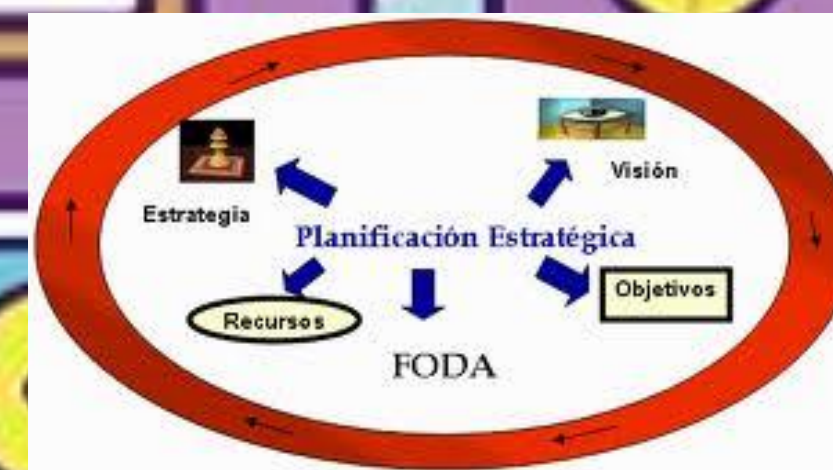 Visión
Estrategia
Planificación Estratégica
Objetivos
Recursos
FODA